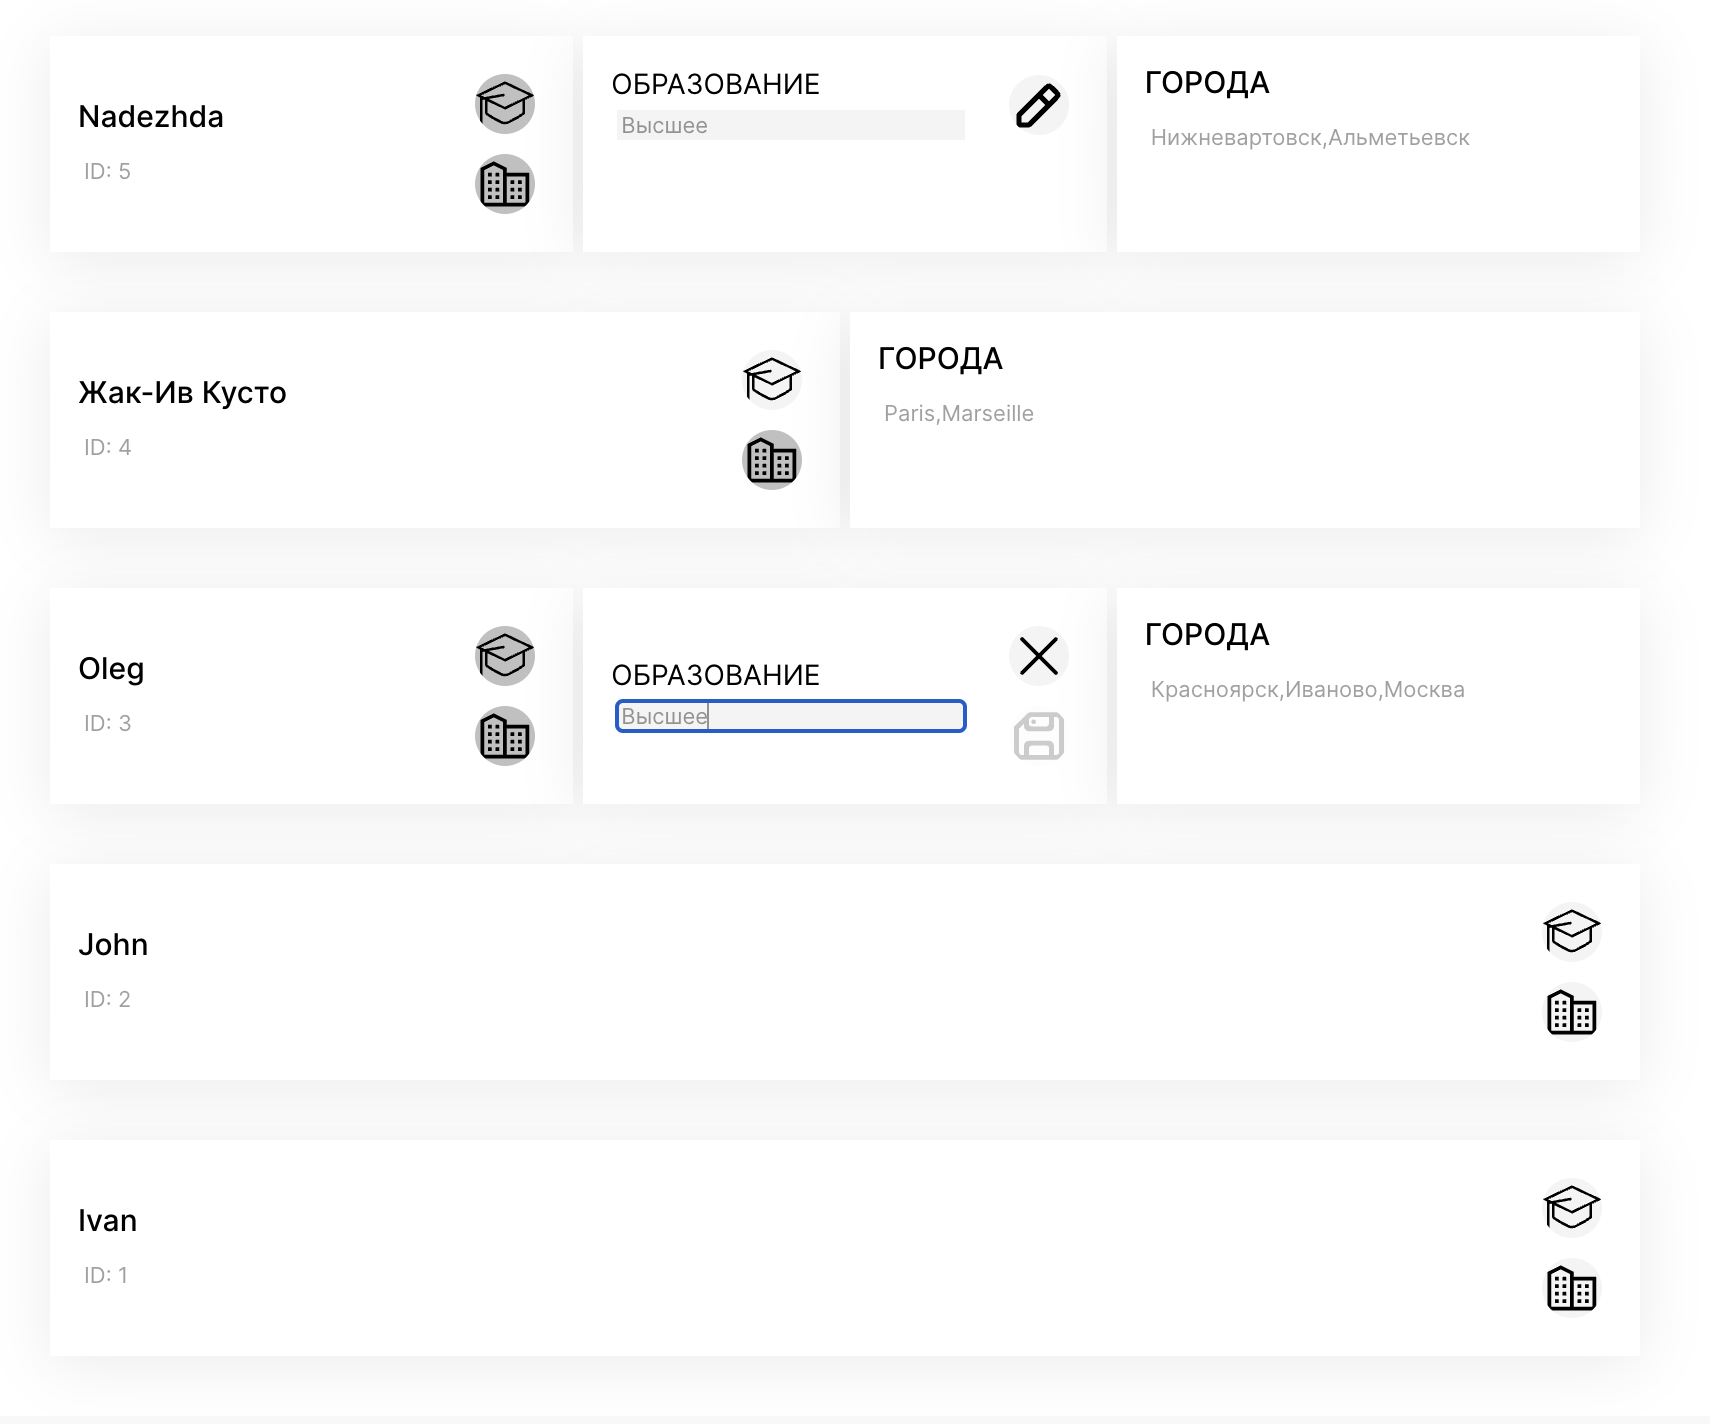 Nadezhda
ID: 5
ОБРАЗОВАНИЕ
Высшее
ГОРОДА
Нижневартовск,Альметьевск
Жак-Ив Кусто
ID: 4
ГОРОДА
Paris,Marseille
Oleg
ID: 3
ОБРАЗОВАНИЕ
Высшее
ГОРОДА
Красноярск,Иваново,Москва
John
ID: 2
Ivan
ID: 1